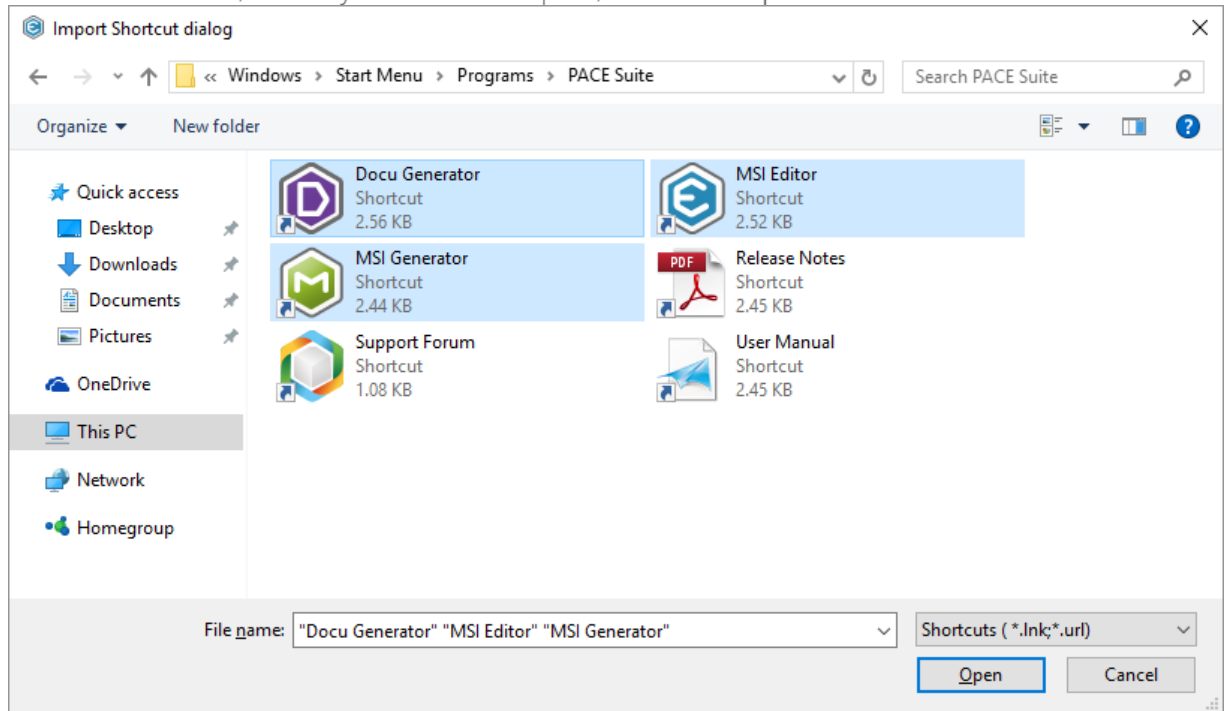 Import Shortcut dialog
« Windows > Start Menu > Programs > PACE Suite
Search PACE Suite
Organize
New folder
Quick access
Desktop
Downloads
Documents
Pictures
OneDrive
This PC
Network
Homegroup
Docu Generator
Shortcut
2.56 KB
MSI Editor
Shortcut
2.52 KB
MSI Generator
Shortcut
2.44 KB
PDF
Release Notes
Shortcut
2.45 KB
Support Forum
Shortcut
1.08 KB
User Manual
Shortcut
2.45 KB
File name: "Docu Generator" "MSI Editor" "MSI Generator"
Shortcuts ( *.lnk;*.url)
Open
Cancel